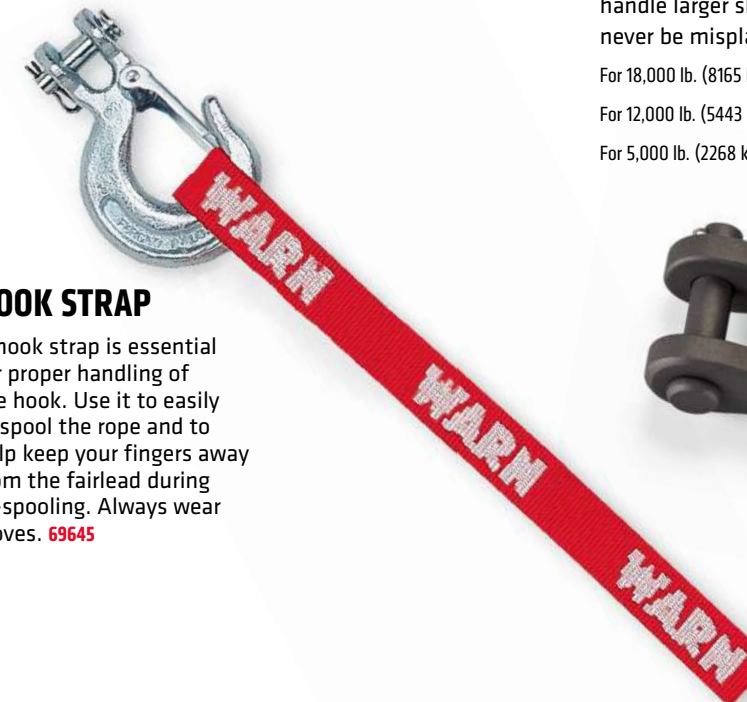 handle larger s
never be mispla
For 18,000 lb. (8165
For 12,000 lb. (5443
For 5,000 lb. (2268 k
WARN
OOK STRAP
hook strap is essential
r proper handling of
e hook. Use it to easily
spool the rope and to
lp keep your fingers away
om the fairlead during
-spooling. Always wear
oves. 69645
WARN
WARN